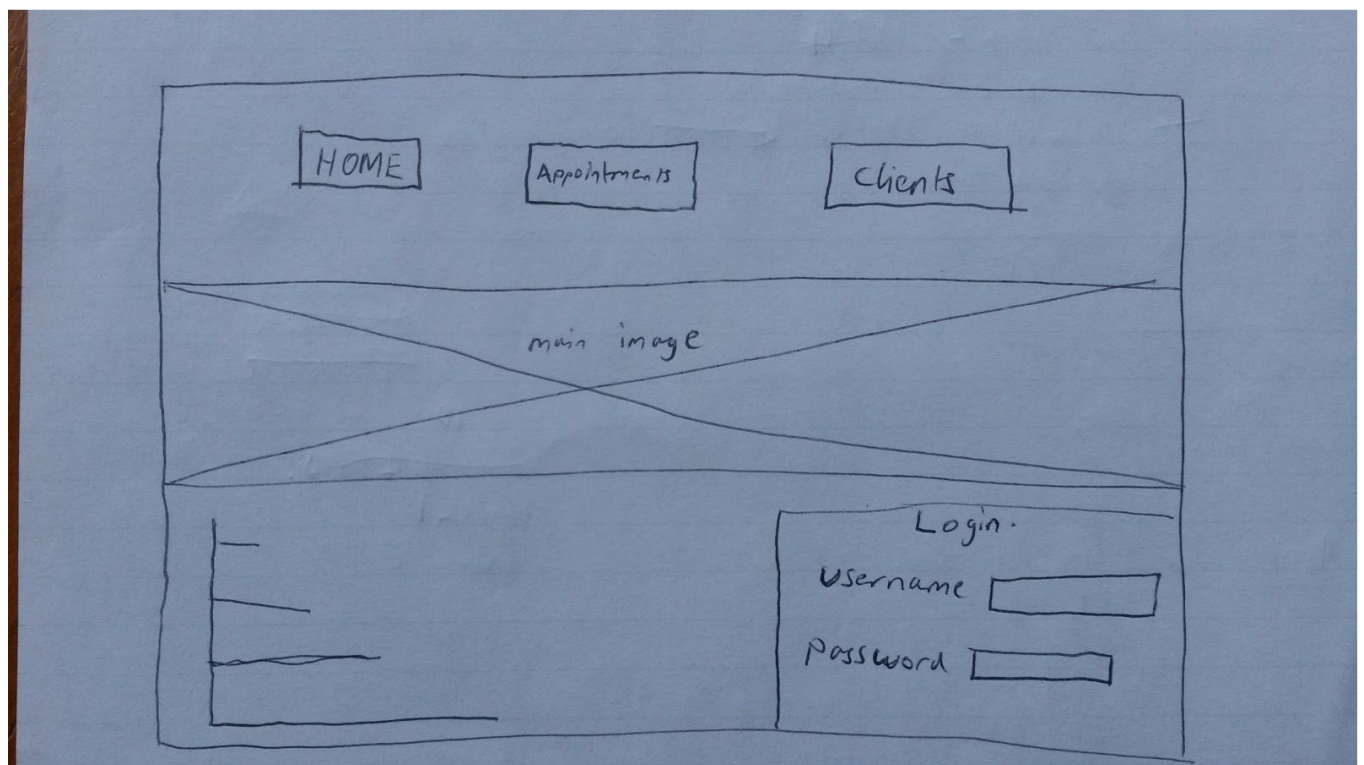 HOME
Appointments
Clients
main image
Login.
Username
Password